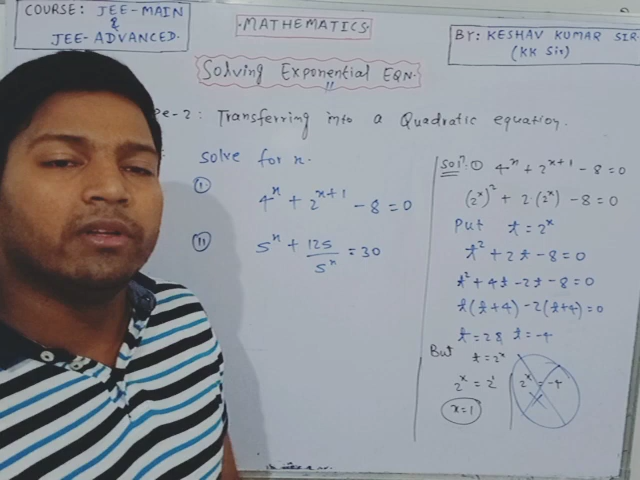 COURSE: JEE-MAIN
&
JEE-ADVANCED.
MATHEMATICS
BY: KESHAV KUMAR SIR
(KK Sir)
Solving Exponential EQN.
pe-2: Transferring into a Quadratic equation.
solve for x.
(I) 4^x + 2^(x+1) - 8 = 0
(II) 5^x + 125/5^x = 30
Sol^n: (I) 4^x + 2^(x+1) - 8 = 0
(2^x)^2 + 2(2^x) - 8 = 0
Put t = 2^x
t^2 + 2t - 8 = 0
t^2 + 4t - 2t - 8 = 0
t(t+4) - 2(t+4) = 0
t = 2 & t = -4
But t = 2^x
2^x = 2^1 | 2^x = -4
x = 1